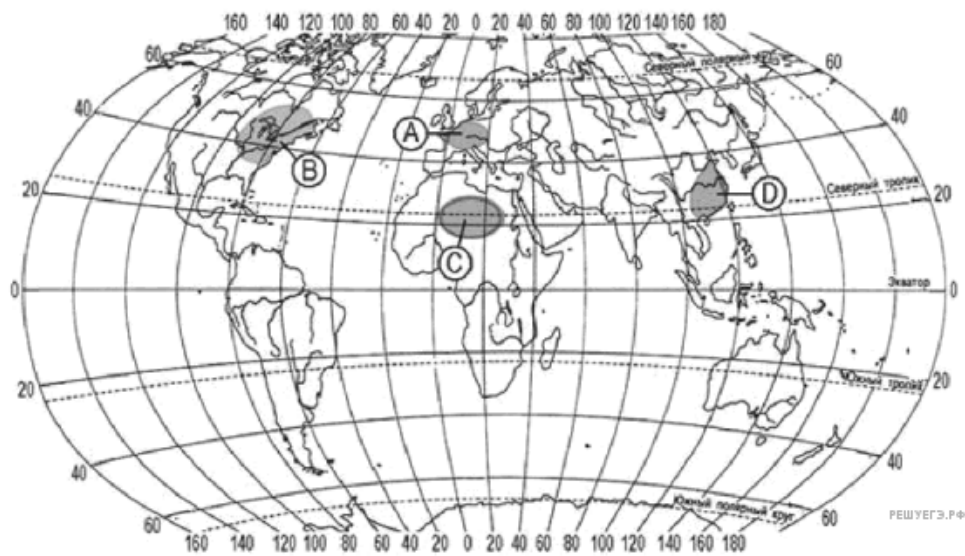 160 140 120 100 80 60 40 20 0 20 40 60 80 100 120 140 160 180
60 Северный полярный 60
40 40
A
B
D
20 Северный тропик 20
C
0 Экватор 0
20 Южный тропик 20
40 40
60 Южный полярный круг 60
160 140 120 100 80 60 40 20 0 20 40 60 80 100 120 140 160
РЕШУЕГЭ.РФ